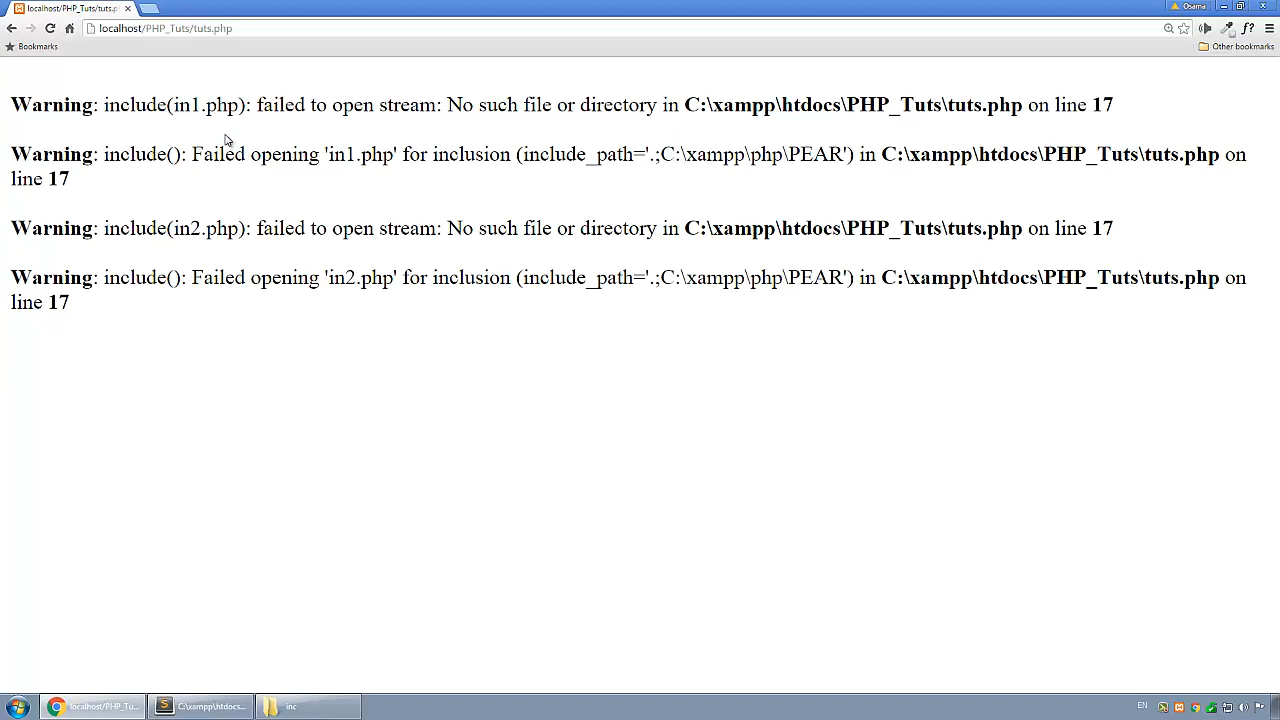 localhost/PHP_Tuts/tuts.p
Osama
localhost/PHP_Tuts/tuts.php
Bookmarks
Other bookmarks
Warning: include(in1.php): failed to open stream: No such file or directory in C:\xampp\htdocs\PHP_Tuts\tuts.php on line 17
Warning: include(): Failed opening 'in1.php' for inclusion (include_path='.;C:\xampp\php\PEAR') in C:\xampp\htdocs\PHP_Tuts\tuts.php on
line 17
Warning: include(in2.php): failed to open stream: No such file or directory in C:\xampp\htdocs\PHP_Tuts\tuts.php on line 17
Warning: include(): Failed opening 'in2.php' for inclusion (include_path='.;C:\xampp\php\PEAR') in C:\xampp\htdocs\PHP_Tuts\tuts.php on
line 17
localhost/PHP_Tu...
C:\xampp\htdocs...
inc
EN